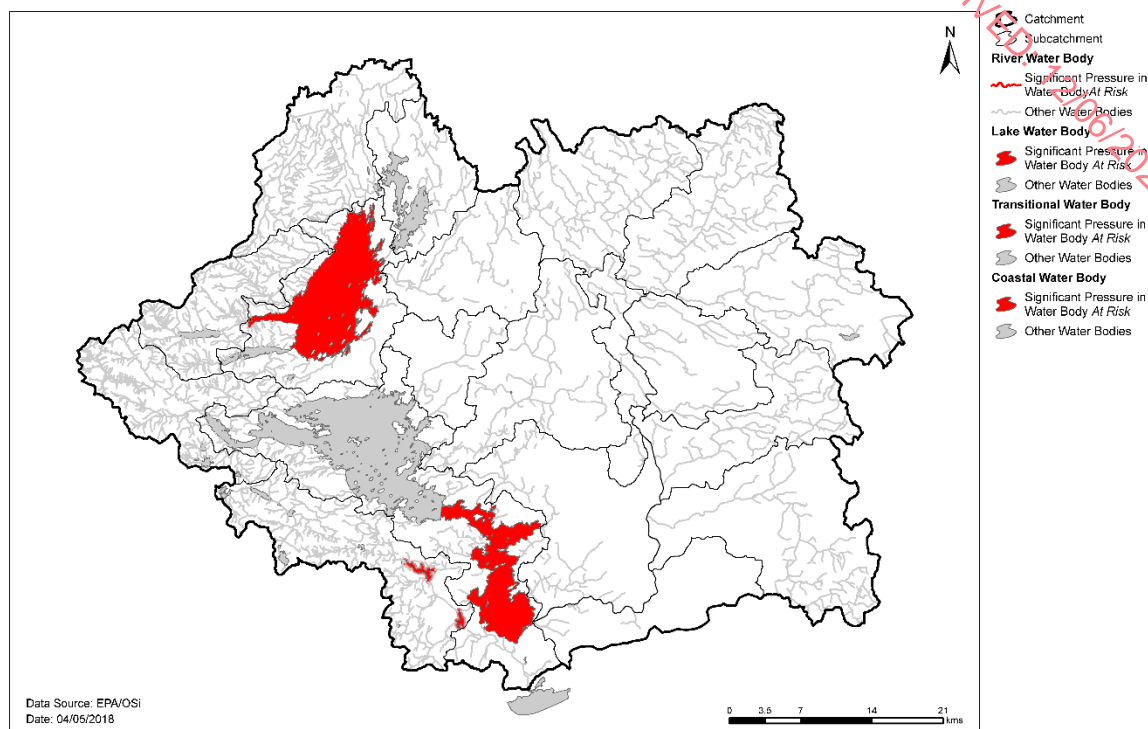 N
Catchment
Subcatchment
River Water Body
Significant Pressure in
Water Body At Risk
Other Water Bodies
Lake Water Body
Significant Pressure in
Water Body At Risk
Other Water Bodies
Transitional Water Body
Significant Pressure in
Water Body At Risk
Other Water Bodies
Coastal Water Body
Significant Pressure in
Water Body At Risk
Other Water Bodies
12/06/202
Data Source: EPA/OSi
Date: 04/05/2018
0 3.5 7 14 21
kms